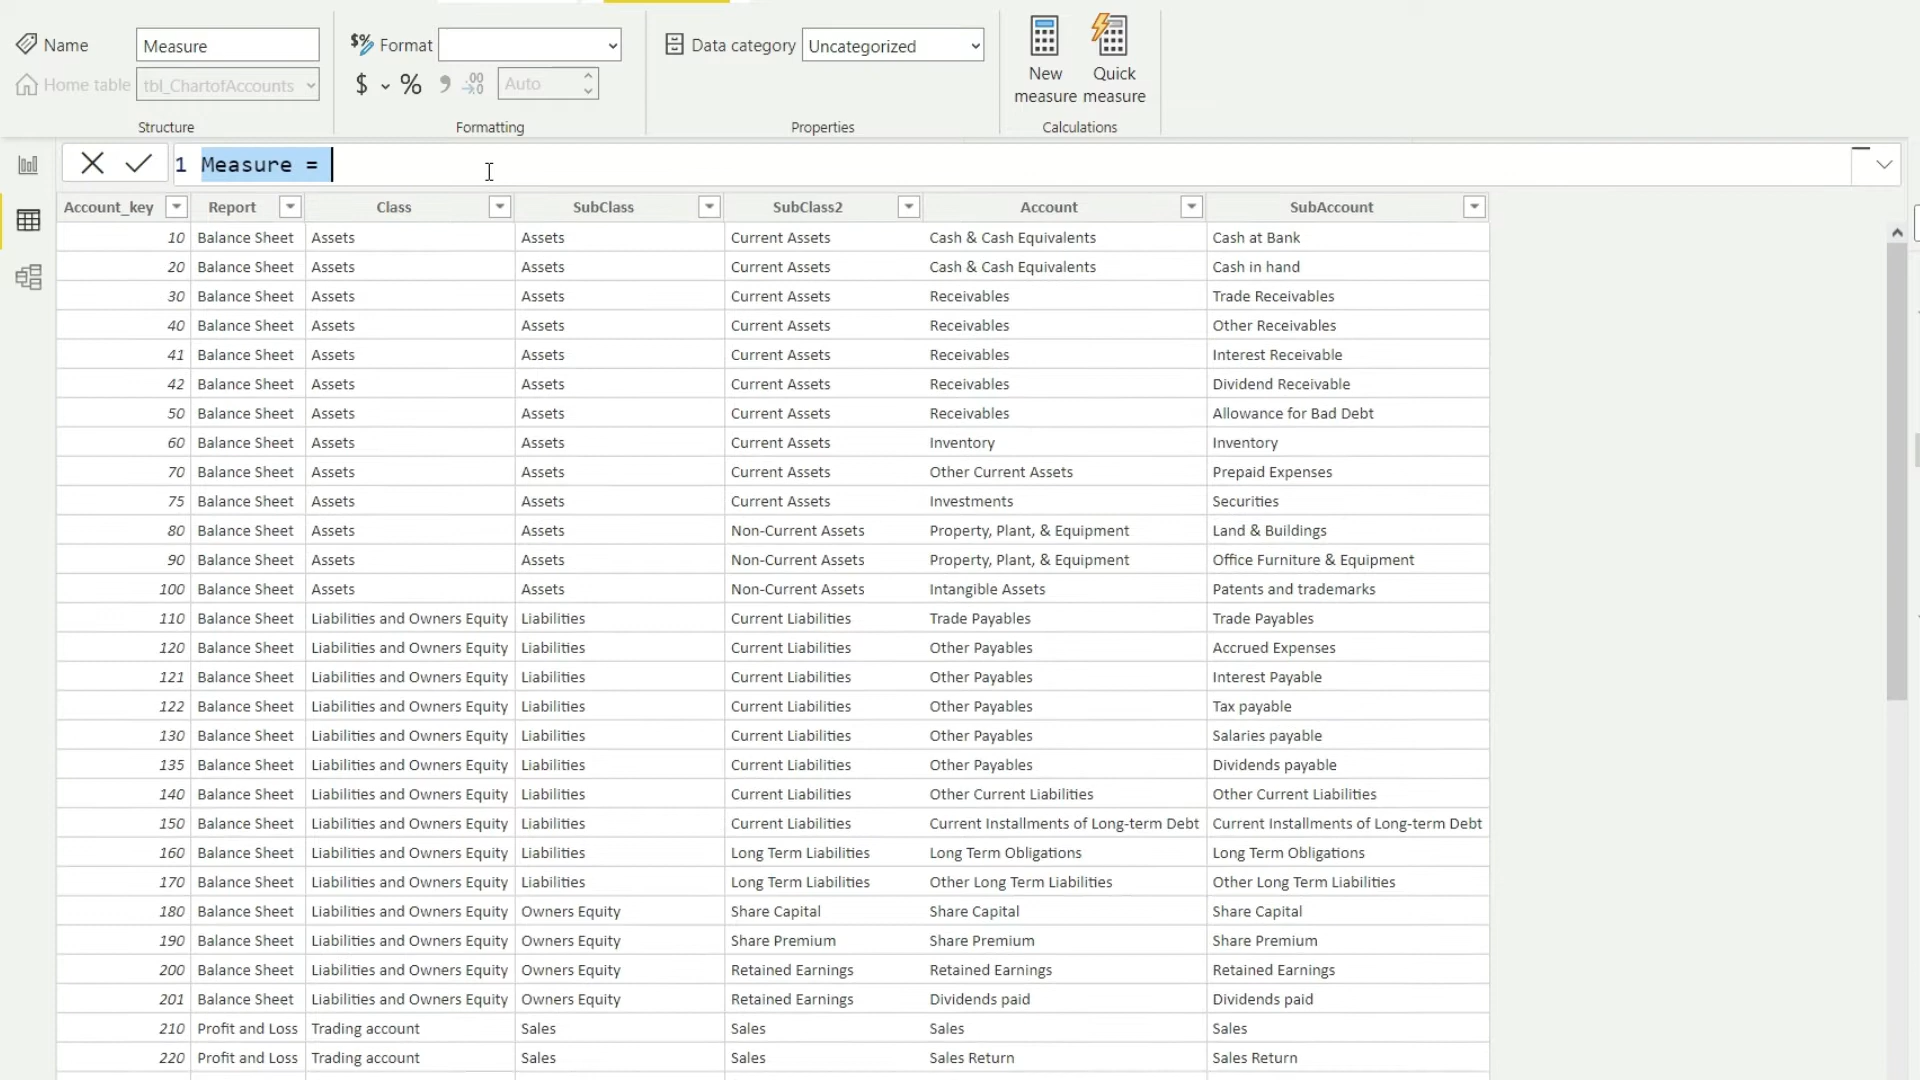 Name Measure
Format
Data category Uncategorized
Home table tbl_ChartofAccounts
$ % , .00 Auto
New measure
Quick measure
Structure
Formatting
Properties
Calculations
1 Measure =
Account_key Report Class SubClass SubClass2 Account SubAccount
10 Balance Sheet Assets Assets Current Assets Cash & Cash Equivalents Cash at Bank
20 Balance Sheet Assets Assets Current Assets Cash & Cash Equivalents Cash in hand
30 Balance Sheet Assets Assets Current Assets Receivables Trade Receivables
40 Balance Sheet Assets Assets Current Assets Receivables Other Receivables
41 Balance Sheet Assets Assets Current Assets Receivables Interest Receivable
42 Balance Sheet Assets Assets Current Assets Receivables Dividend Receivable
50 Balance Sheet Assets Assets Current Assets Receivables Allowance for Bad Debt
60 Balance Sheet Assets Assets Current Assets Inventory Inventory
70 Balance Sheet Assets Assets Current Assets Other Current Assets Prepaid Expenses
75 Balance Sheet Assets Assets Current Assets Investments Securities
80 Balance Sheet Assets Assets Non-Current Assets Property, Plant, & Equipment Land & Buildings
90 Balance Sheet Assets Assets Non-Current Assets Property, Plant, & Equipment Office Furniture & Equipment
100 Balance Sheet Assets Assets Non-Current Assets Intangible Assets Patents and trademarks
110 Balance Sheet Liabilities and Owners Equity Liabilities Current Liabilities Trade Payables Trade Payables
120 Balance Sheet Liabilities and Owners Equity Liabilities Current Liabilities Other Payables Accrued Expenses
121 Balance Sheet Liabilities and Owners Equity Liabilities Current Liabilities Other Payables Interest Payable
122 Balance Sheet Liabilities and Owners Equity Liabilities Current Liabilities Other Payables Tax payable
130 Balance Sheet Liabilities and Owners Equity Liabilities Current Liabilities Other Payables Salaries payable
135 Balance Sheet Liabilities and Owners Equity Liabilities Current Liabilities Other Payables Dividends payable
140 Balance Sheet Liabilities and Owners Equity Liabilities Current Liabilities Other Current Liabilities Other Current Liabilities
150 Balance Sheet Liabilities and Owners Equity Liabilities Current Liabilities Current Installments of Long-term Debt Current Installments of Long-term Debt
160 Balance Sheet Liabilities and Owners Equity Liabilities Long Term Liabilities Long Term Obligations Long Term Obligations
170 Balance Sheet Liabilities and Owners Equity Liabilities Long Term Liabilities Other Long Term Liabilities Other Long Term Liabilities
180 Balance Sheet Liabilities and Owners Equity Owners Equity Share Capital Share Capital Share Capital
190 Balance Sheet Liabilities and Owners Equity Owners Equity Share Premium Share Premium Share Premium
200 Balance Sheet Liabilities and Owners Equity Owners Equity Retained Earnings Retained Earnings Retained Earnings
201 Balance Sheet Liabilities and Owners Equity Owners Equity Retained Earnings Dividends paid Dividends paid
210 Profit and Loss Trading account Sales Sales Sales Sales
220 Profit and Loss Trading account Sales Sales Sales Return Sales Return